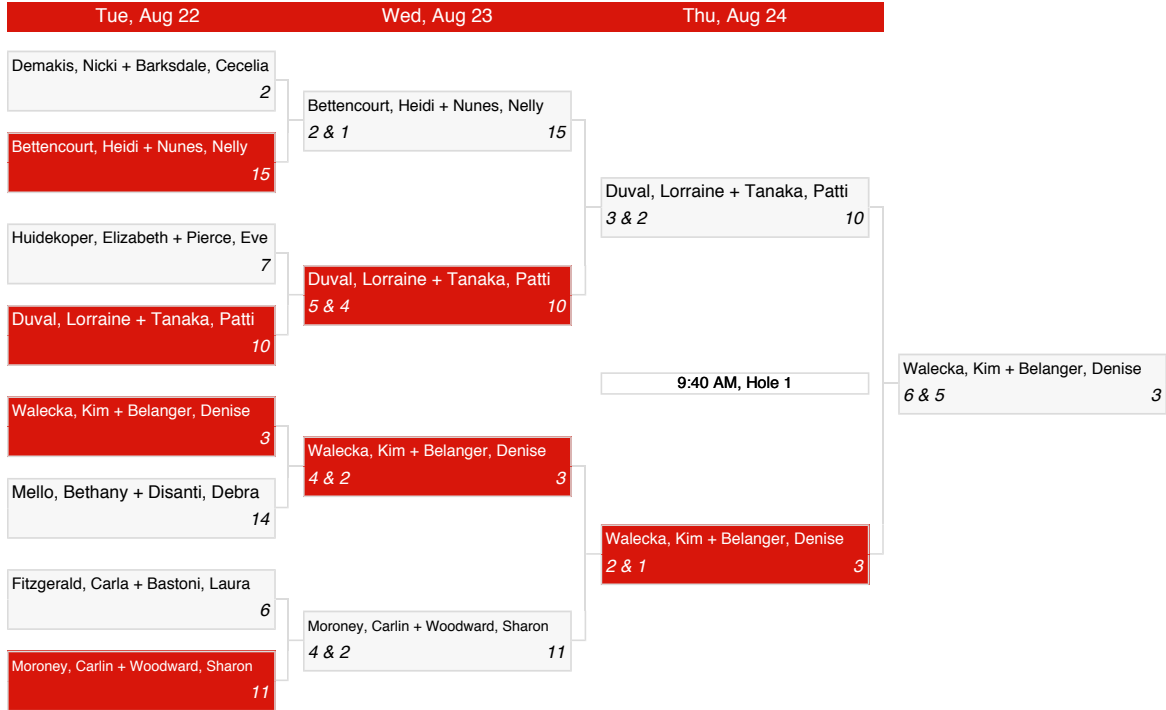 Tue, Aug 22
Wed, Aug 23
Thu, Aug 24
Demakis, Nicki + Barksdale, Cecelia
2
Bettencourt, Heidi + Nunes, Nelly
15
Huidekoper, Elizabeth + Pierce, Eve
7
Duval, Lorraine + Tanaka, Patti
10
Walecka, Kim + Belanger, Denise
3
Mello, Bethany + Disanti, Debra
14
Fitzgerald, Carla + Bastoni, Laura
6
Moroney, Carlin + Woodward, Sharon
11
Bettencourt, Heidi + Nunes, Nelly
2 & 1 15
Duval, Lorraine + Tanaka, Patti
5 & 4 10
Walecka, Kim + Belanger, Denise
4 & 2 3
Moroney, Carlin + Woodward, Sharon
4 & 2 11
Duval, Lorraine + Tanaka, Patti
3 & 2 10
9:40 AM, Hole 1
Walecka, Kim + Belanger, Denise
2 & 1 3
Walecka, Kim + Belanger, Denise
6 & 5 3